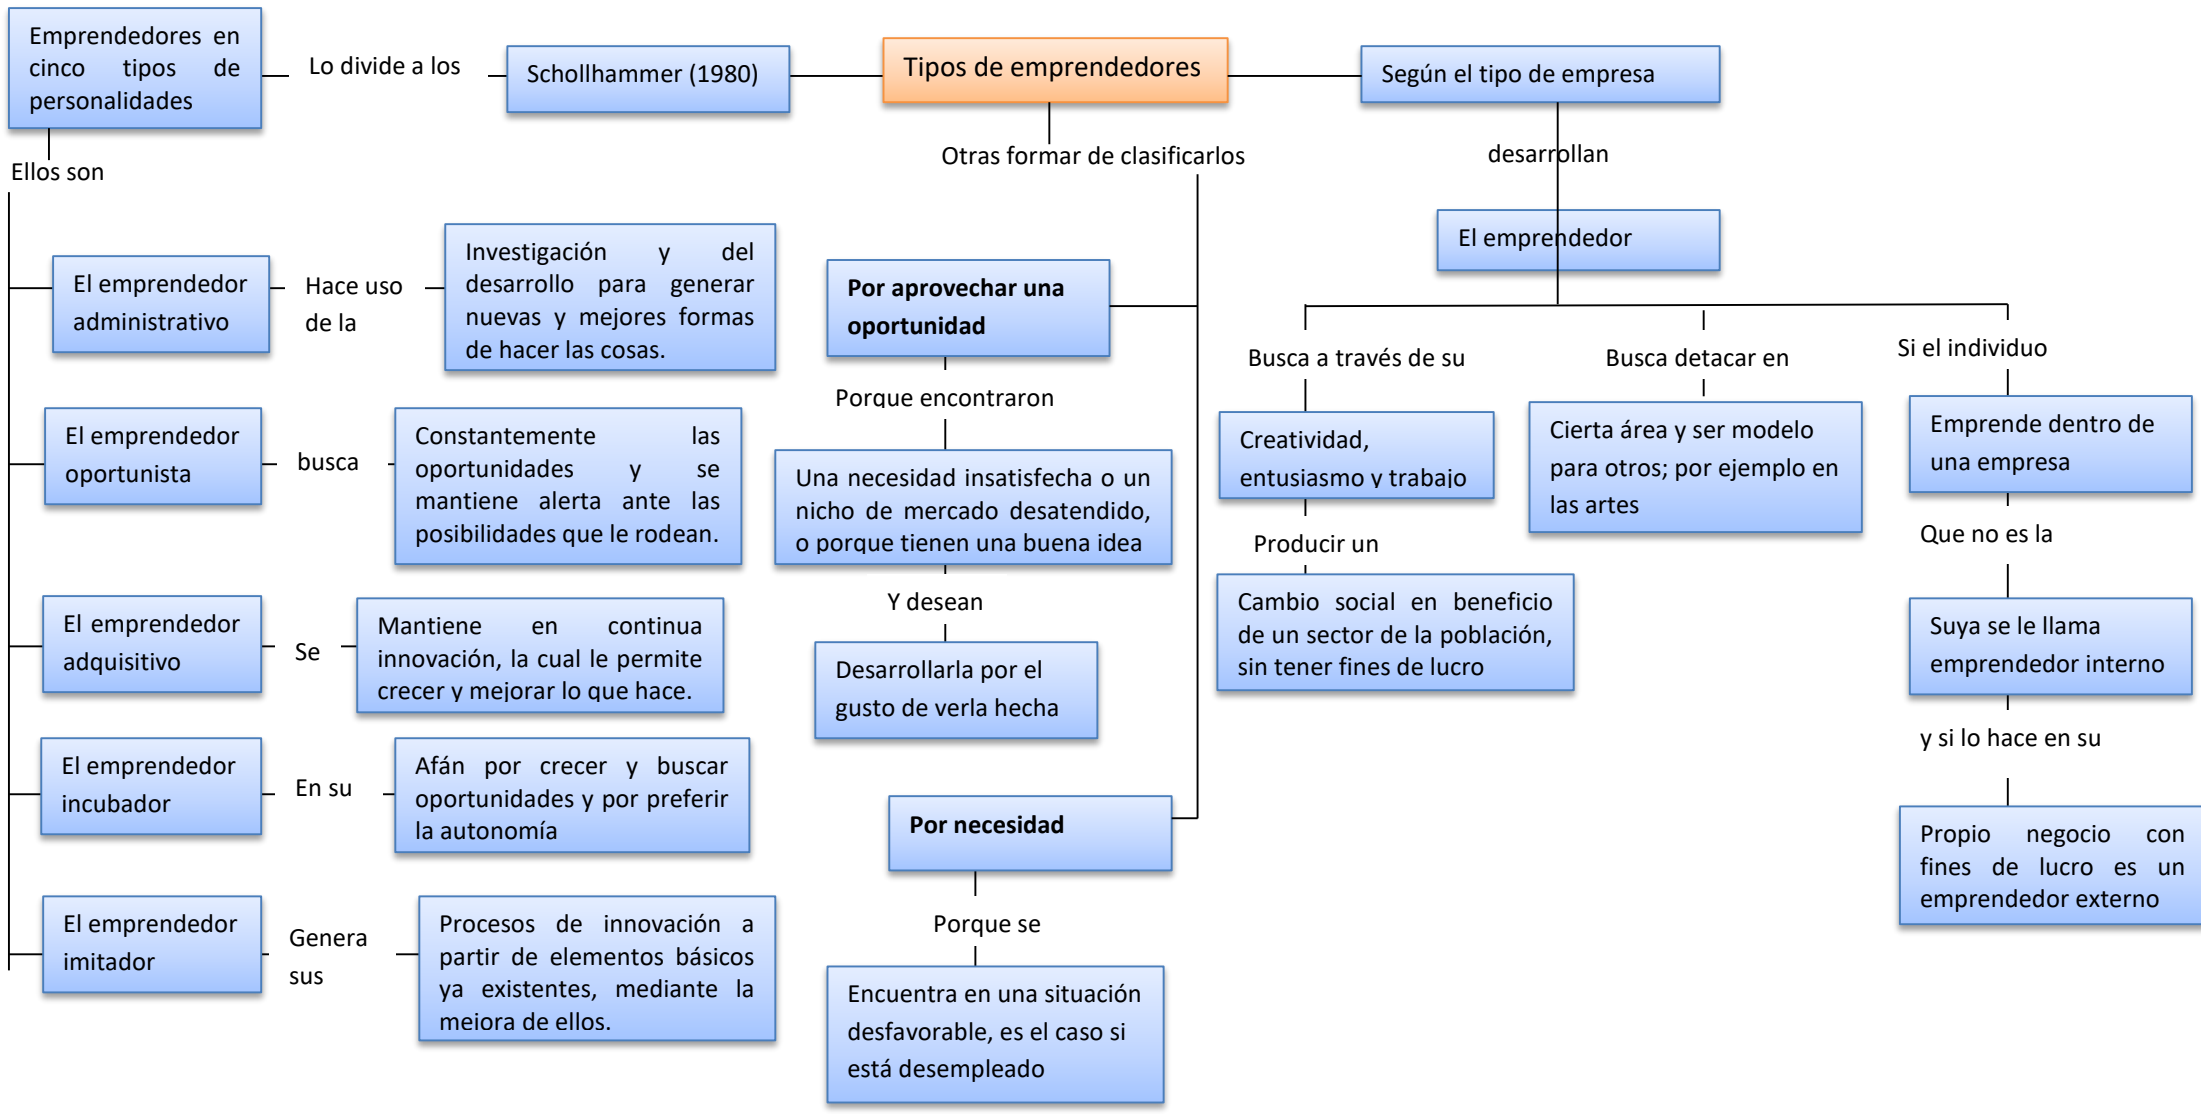 Emprendedores en
cinco tipos de
personalidades
Lo divide a los
Schollhammer (1980)
Tipos de emprendedores
Según el tipo de empresa
Ellos son
Otras formar de clasificarlos
desarrollan
El emprendedor
El emprendedor
administrativo
Hace uso
de la
Investigación y del
desarrollo para generar
nuevas y mejores formas
de hacer las cosas.
El emprendedor
oportunista
busca
Constantemente las
oportunidades y se
mantiene alerta ante las
posibilidades que le rodean.
El emprendedor
adquisitivo
Se
Mantiene en continua
innovación, la cual le permite
crecer y mejorar lo que hace.
El emprendedor
incubador
En su
Afán por crecer y buscar
oportunidades y por preferir
la autonomía
El emprendedor
imitador
Genera
sus
Procesos de innovación a
partir de elementos básicos
ya existentes, mediante la
mejora de ellos.
Por aprovechar una
oportunidad
Porque encontraron
Una necesidad insatisfecha o un
nicho de mercado desatendido,
o porque tienen una buena idea
Y desean
Desarrollarla por el
gusto de verla hecha
Por necesidad
Porque se
Encuentra en una situación
desfavorable, es el caso si
está desempleado
Busca a través de su
Creatividad,
entusiasmo y trabajo
Producir un
Cambio social en beneficio
de un sector de la población,
sin tener fines de lucro
Busca detacar en
Cierta área y ser modelo
para otros; por ejemplo en
las artes
Si el individuo
Emprende dentro de
una empresa
Que no es la
Suya se le llama
emprendedor interno
y si lo hace en su
Propio negocio con
fines de lucro es un
emprendedor externo